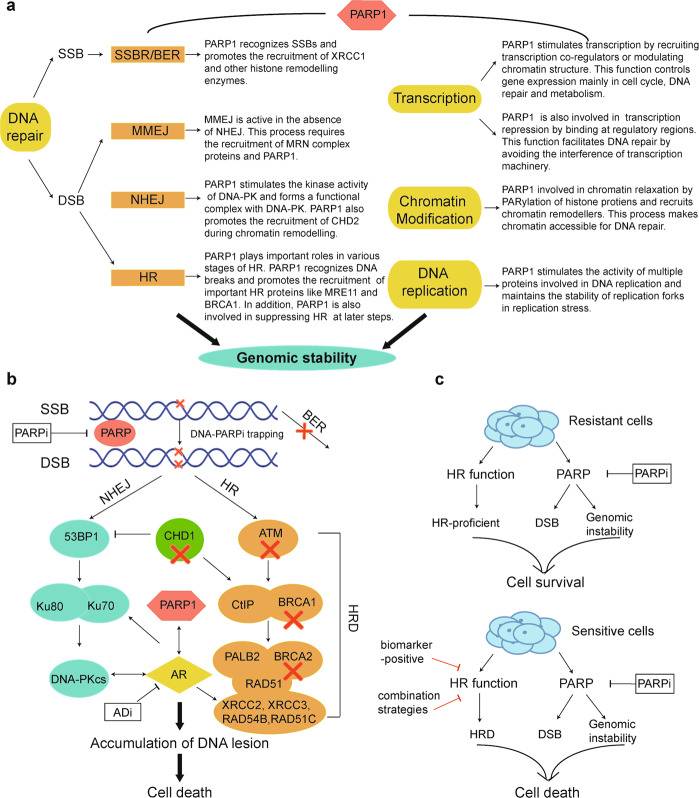 a
PARP1
SSB
SSBR/BER
PARP1 recognizes SSBs and
promotes the recruitment of XRCC1
and other histone remodelling
enzymes.
DNA
repair
MMEJ
MMEJ is active in the absence
of NHEJ. This process requires
the recruitment of MRN complex
proteins and PARP1.
DSB
NHEJ
PARP1 stimulates the kinase activity
of DNA-PK and forms a functional
complex with DNA-PK. PARP1 also
promotes the recruitment of CHD2
during chromatin remodelling.
HR
PARP1 plays important roles in various
stages of HR. PARP1 recognizes DNA
breaks and promotes the recruitment of
important HR proteins like MRE11 and
BRCA1. In addition, PARP1 is also
involved in suppressing HR at later steps.
Transcription
PARP1 stimulates transcription by recruiting
transcription co-regulators or modulating
chromatin structure. This function controls
gene expression mainly in cell cycle, DNA
repair and metabolism.
PARP1 is also involved in transcription
repression by binding at regulatory regions.
This function facilitates DNA repair by
avoiding the interference of transcription
machinery.
Chromatin
Modification
PARP1 involved in chromatin relaxation by
PARylation of histone protiens and recruits
chromatin remodellers. This process makes
chromatin accessible for DNA repair.
DNA
replication
PARP1 stimulates the activity of multiple
proteins involved in DNA replication and
maintains the stability of replication forks
in replication stress.
Genomic stability
b
SSB
PARPi
PARP
DNA-PARPi trapping
BER
DSB
NHEJ
HR
53BP1
CHD1
ATM
Ku80
Ku70
PARP1
CtIP
BRCA1
HRD
PALB2
BRCA2
RAD51
DNA-PKcs
AR
ADi
XRCC2, XRCC3,
RAD54B,RAD51C
Accumulation of DNA lesion
Cell death
c
Resistant cells
HR function
PARP
PARPi
HR-proficient
DSB
Genomic
instability
Cell survival
Sensitive cells
biomarker
-positive
HR function
PARP
PARPi
combination
strategies
HRD
DSB
Genomic
instability
Cell death